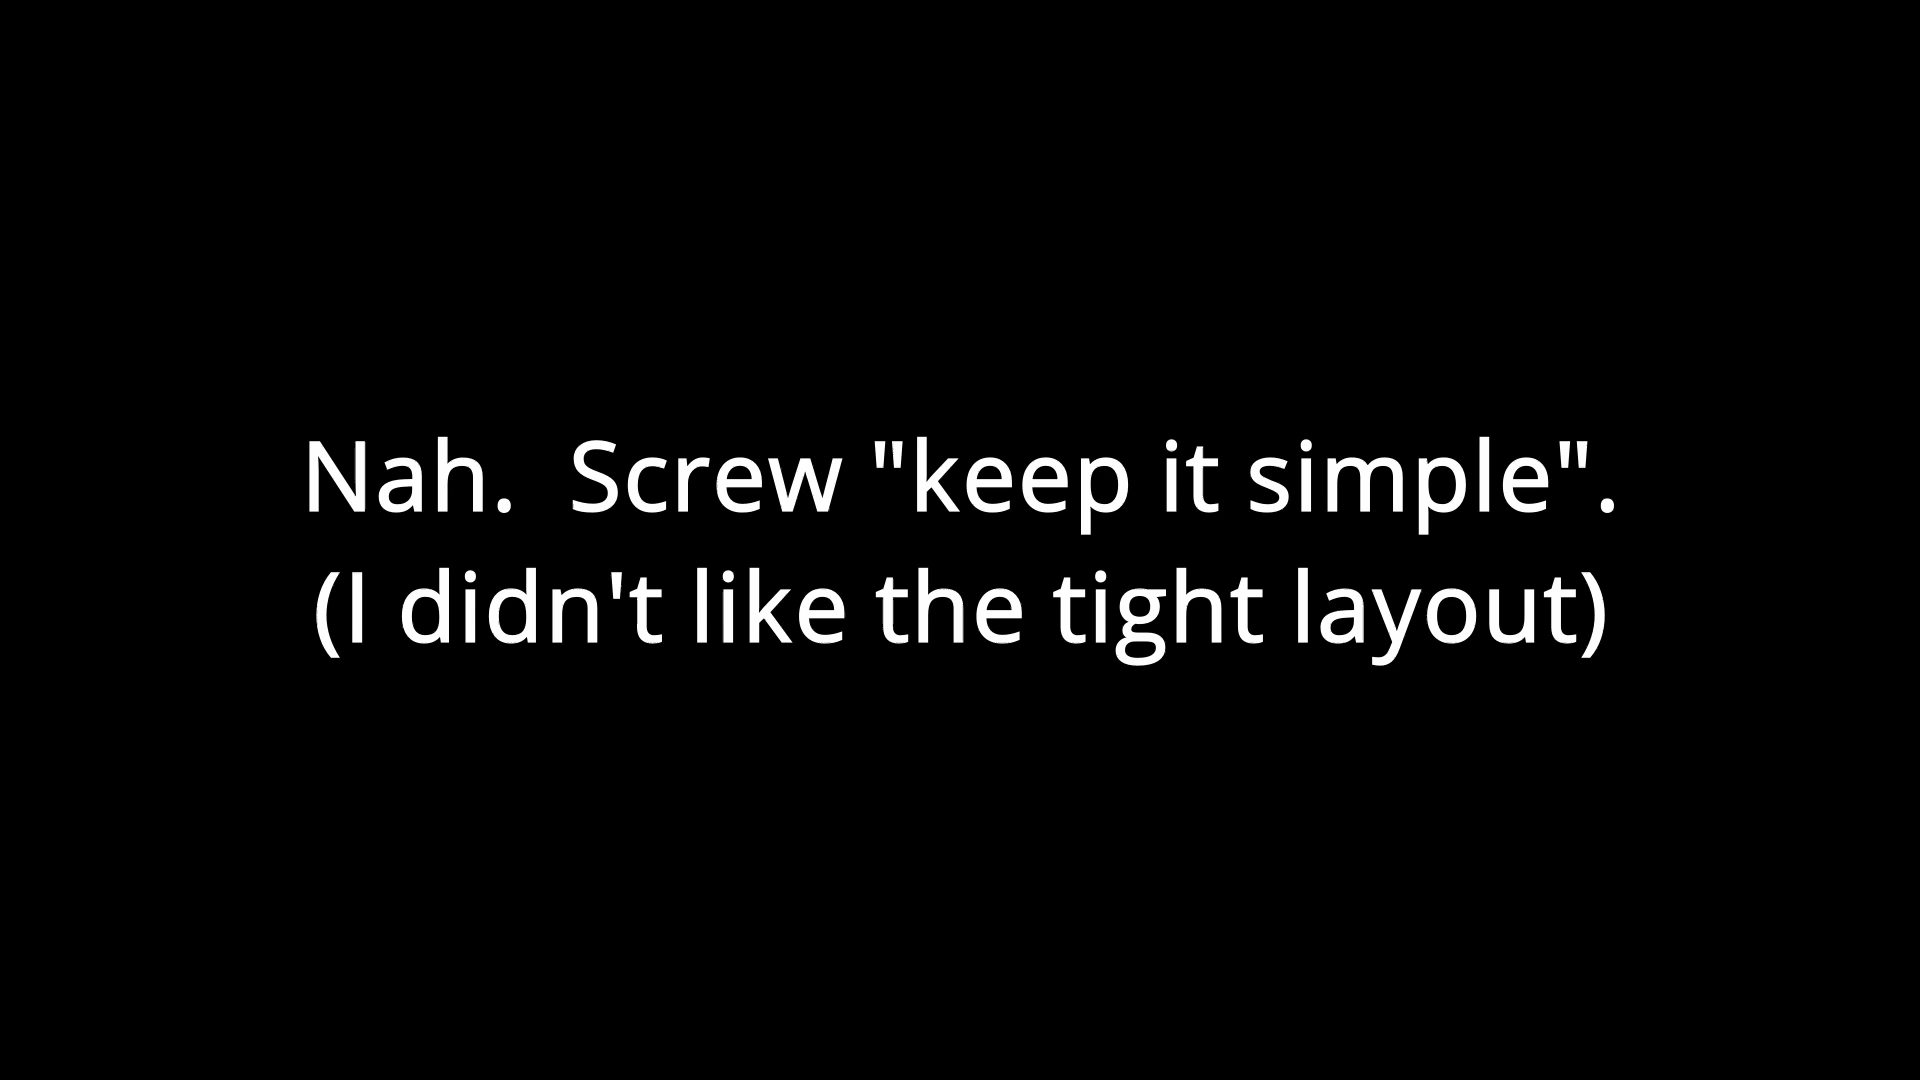 Nah.  Screw "keep it simple".
(I didn't like the tight layout)